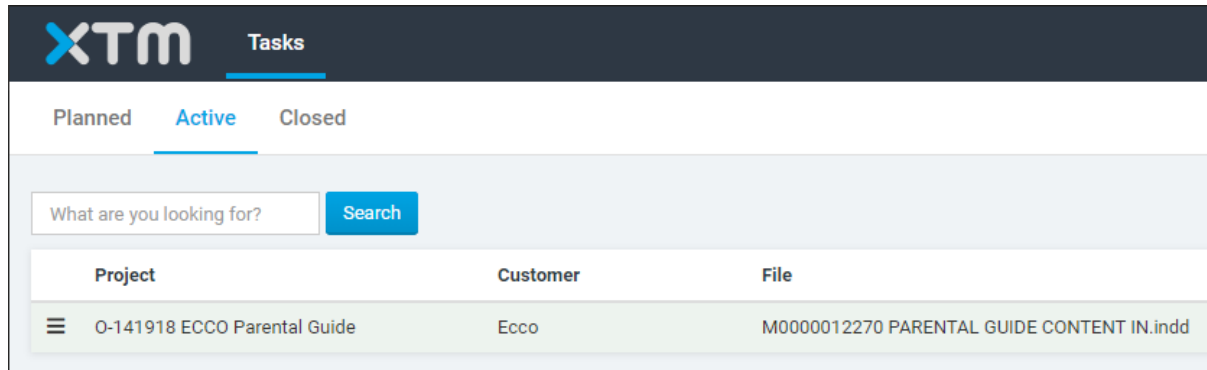 XTM Tasks
Planned Active Closed
What are you looking for? Search
Project Customer File
O-141918 ECCO Parental Guide Ecco M0000012270 PARENTAL GUIDE CONTENT IN.indd